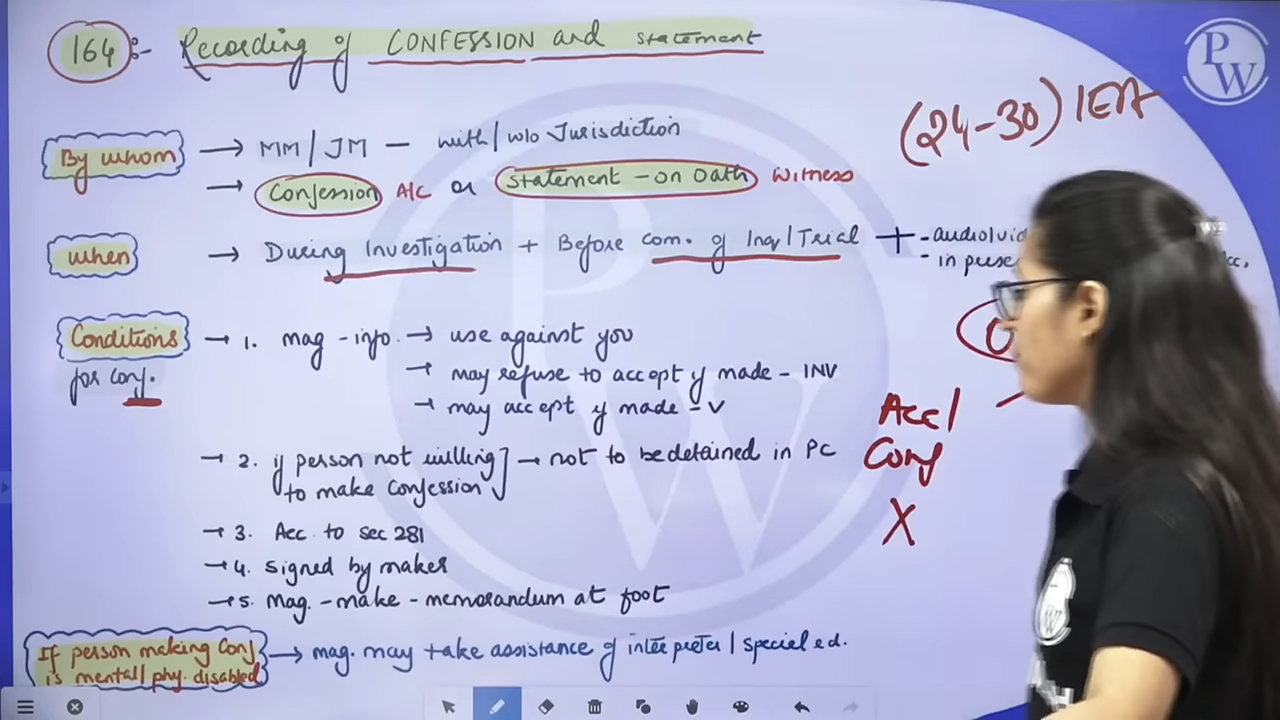 164 :- Recording of CONFESSION and statement
PW
(24-30) IEA
By whom → MM/JM - with/w/o Jurisdiction
→ Confession A/C or statement - on Oath witness
when → During Investigation + Before com. of Inq/Trial + - audio/vid
- in prese cc.
Conditions for conf. → 1. mag - info. → use against you
→ may refuse to accept if made - INV
→ may accept if made - V
→ 2. if person not willing to make confession → not to be detained in PC
→ 3. Acc. to sec 281
→ 4. signed by maker
→ 5. Mag. - make - memorandum at foot
Acc/
Conf
X
If person making Conf is mental/phy. disabled → mag. may take assistance of interpreter/special ed.